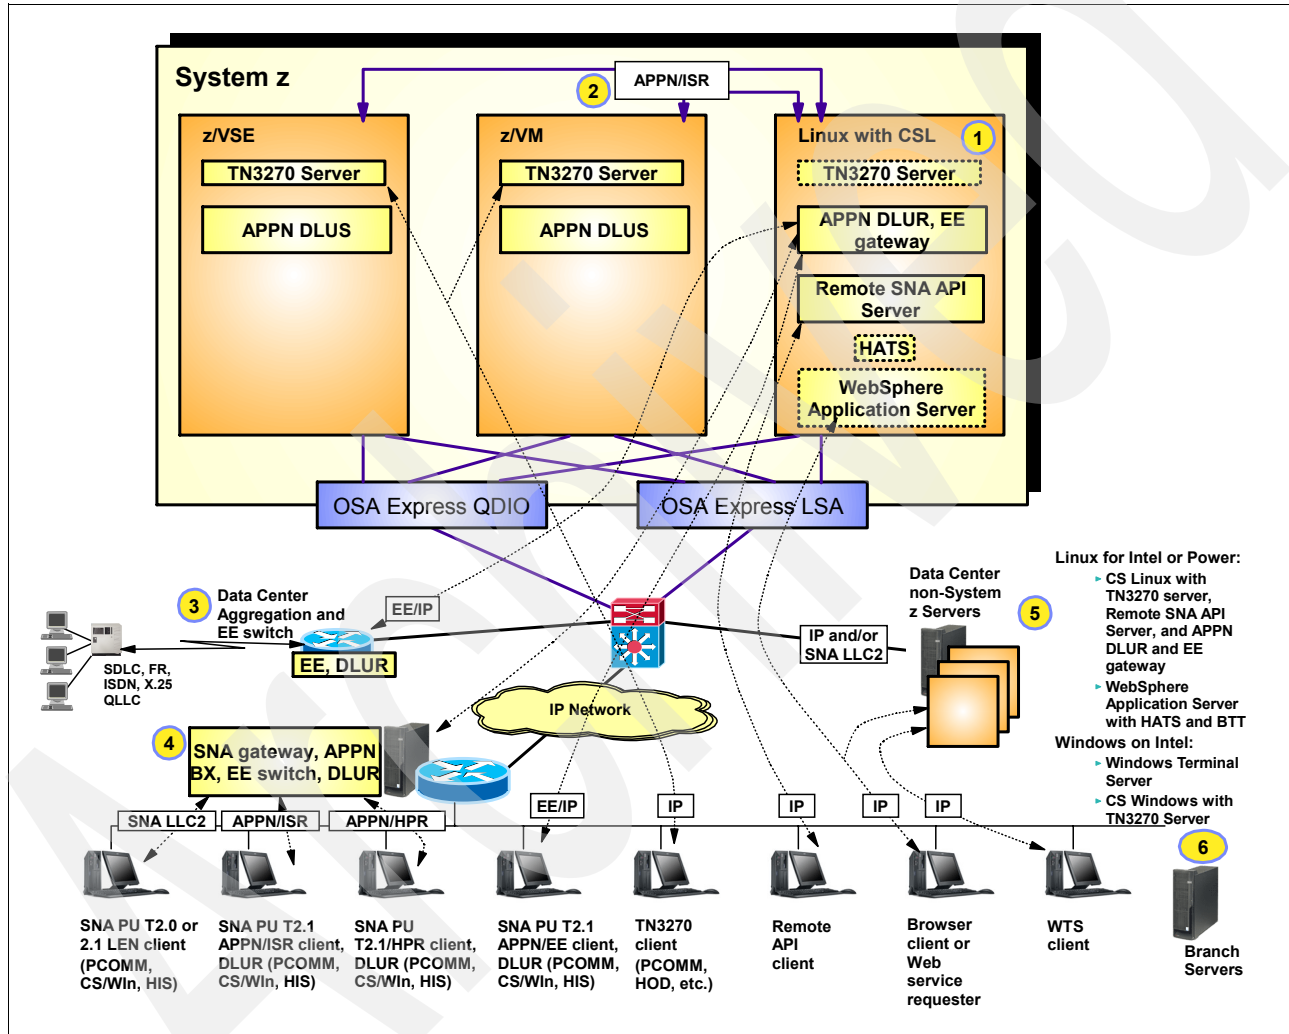 System z
2
APPN/ISR
z/VSE
z/VM
Linux with CSL
1
TN3270 Server
TN3270 Server
TN3270 Server
APPN DLUS
APPN DLUS
APPN DLUR, EE
gateway
Remote SNA API
Server
HATS
WebSphere
Application Server
OSA Express QDIO
OSA Express LSA
3
Data Center
Aggregation and
EE switch
EE/IP
EE, DLUR
SDLC, FR,
ISDN, X.25
QLLC
IP and/or
SNA LLC2
Data Center
non-System
z Servers
5
Linux for Intel or Power:
► CS Linux with
TN3270 server,
Remote SNA API
Server, and APPN
DLUR and EE
gateway
► WebSphere
Application Server
with HATS and BTT
Windows on Intel:
► Windows Terminal
Server
► CS Windows with
TN3270 Server
IP Network
4
SNA gateway, APPN
BX, EE switch, DLUR
SNA LLC2
APPN/ISR
APPN/HPR
EE/IP
IP
IP
IP
IP
6
SNA PU T2.0 or
2.1 LEN client
(PCOMM,
CS/WIn, HIS)
SNA PU T2.1
APPN/ISR client,
DLUR (PCOMM,
CS/WIn, HIS)
SNA PU
T2.1/HPR client,
DLUR (PCOMM,
CS/WIn, HIS)
SNA PU T2.1
APPN/EE client,
DLUR (PCOMM,
CS/WIn, HIS)
TN3270
client
(PCOMM,
HOD, etc.)
Remote
API
client
Browser
client or
Web
service
requester
WTS
client
Branch
Servers
Archived